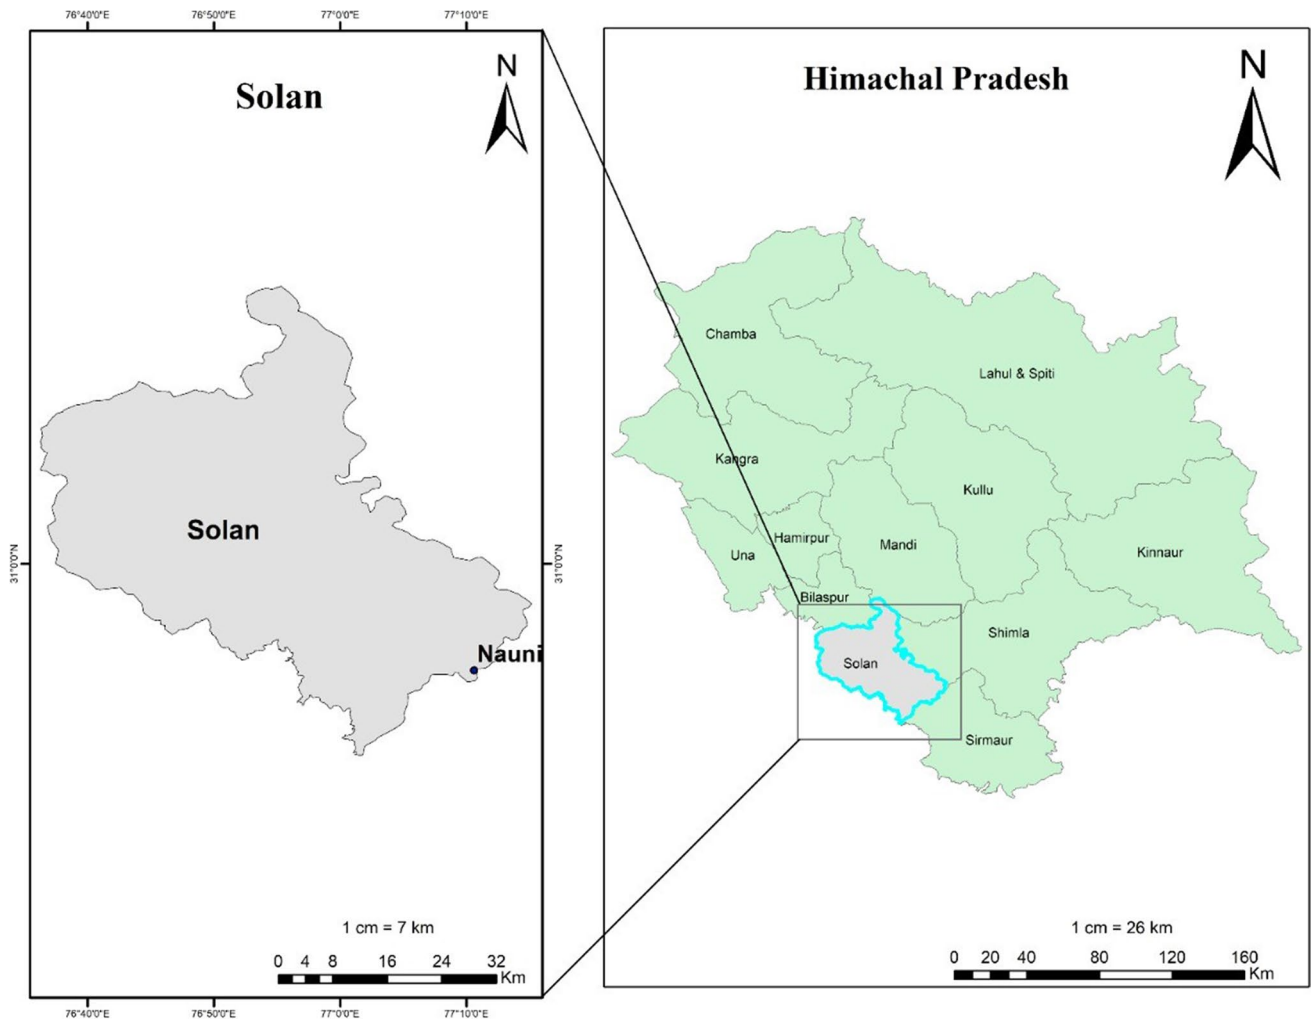 76°40'0"E 76°50'0"E 77°0'0"E 77°10'0"E
Solan
N
Solan
Nauni
31°0'0"N
31°0'0"N
1 cm = 7 km
0 4 8 16 24 32
Km
76°40'0"E 76°50'0"E 77°0'0"E 77°10'0"E
Himachal Pradesh
N
Chamba
Lahul & Spiti
Kangra
Kullu
Hamirpur
Mandi
Una
Kinnaur
Bilaspur
Shimla
Solan
Sirmaur
1 cm = 26 km
0 20 40 80 120 160
Km